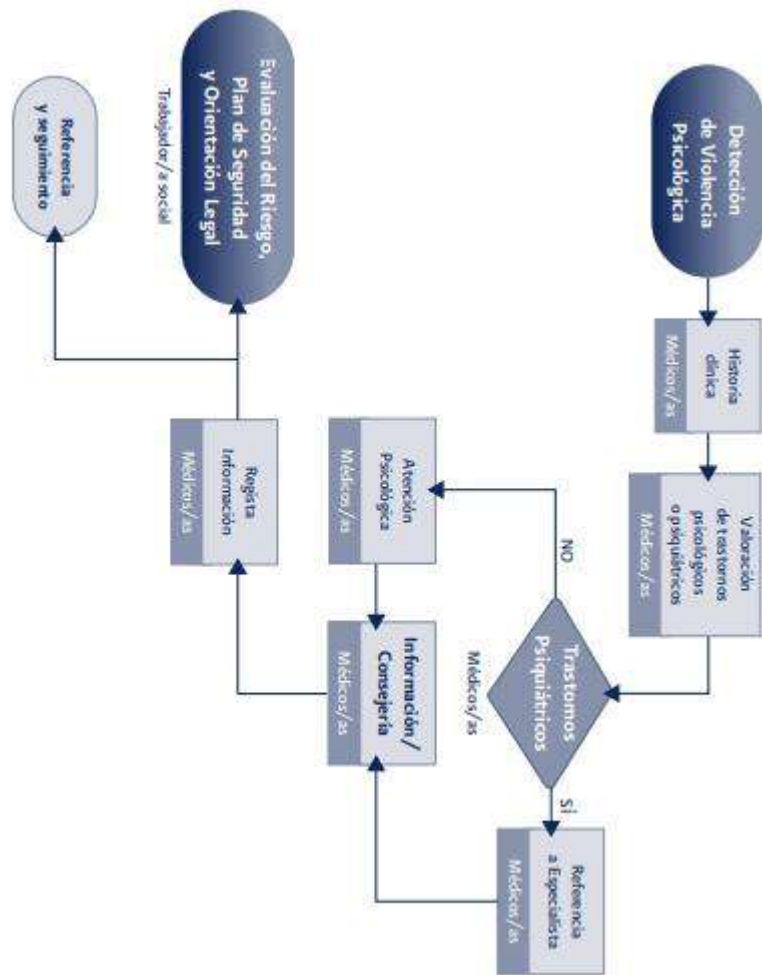 Detección
de Violencia
Psicológica
Historia
clínica
Médicos/as
Valoración
de trastornos
psicológicos
o psiquiátricos
Médicos/as
Trastornos
Psiquiátricos
Médicos/as
NO
SI
Referencia
a Especialista
Médicos/as
Atención
Psicológica
Médicos/as
Información/
Consejería
Médicos/as
Regista
Información
Médicos/as
Evaluación del Riesgo,
Plan de Seguridad
y Orientación Legal
Trabajador/a social
Referencia
y seguimiento